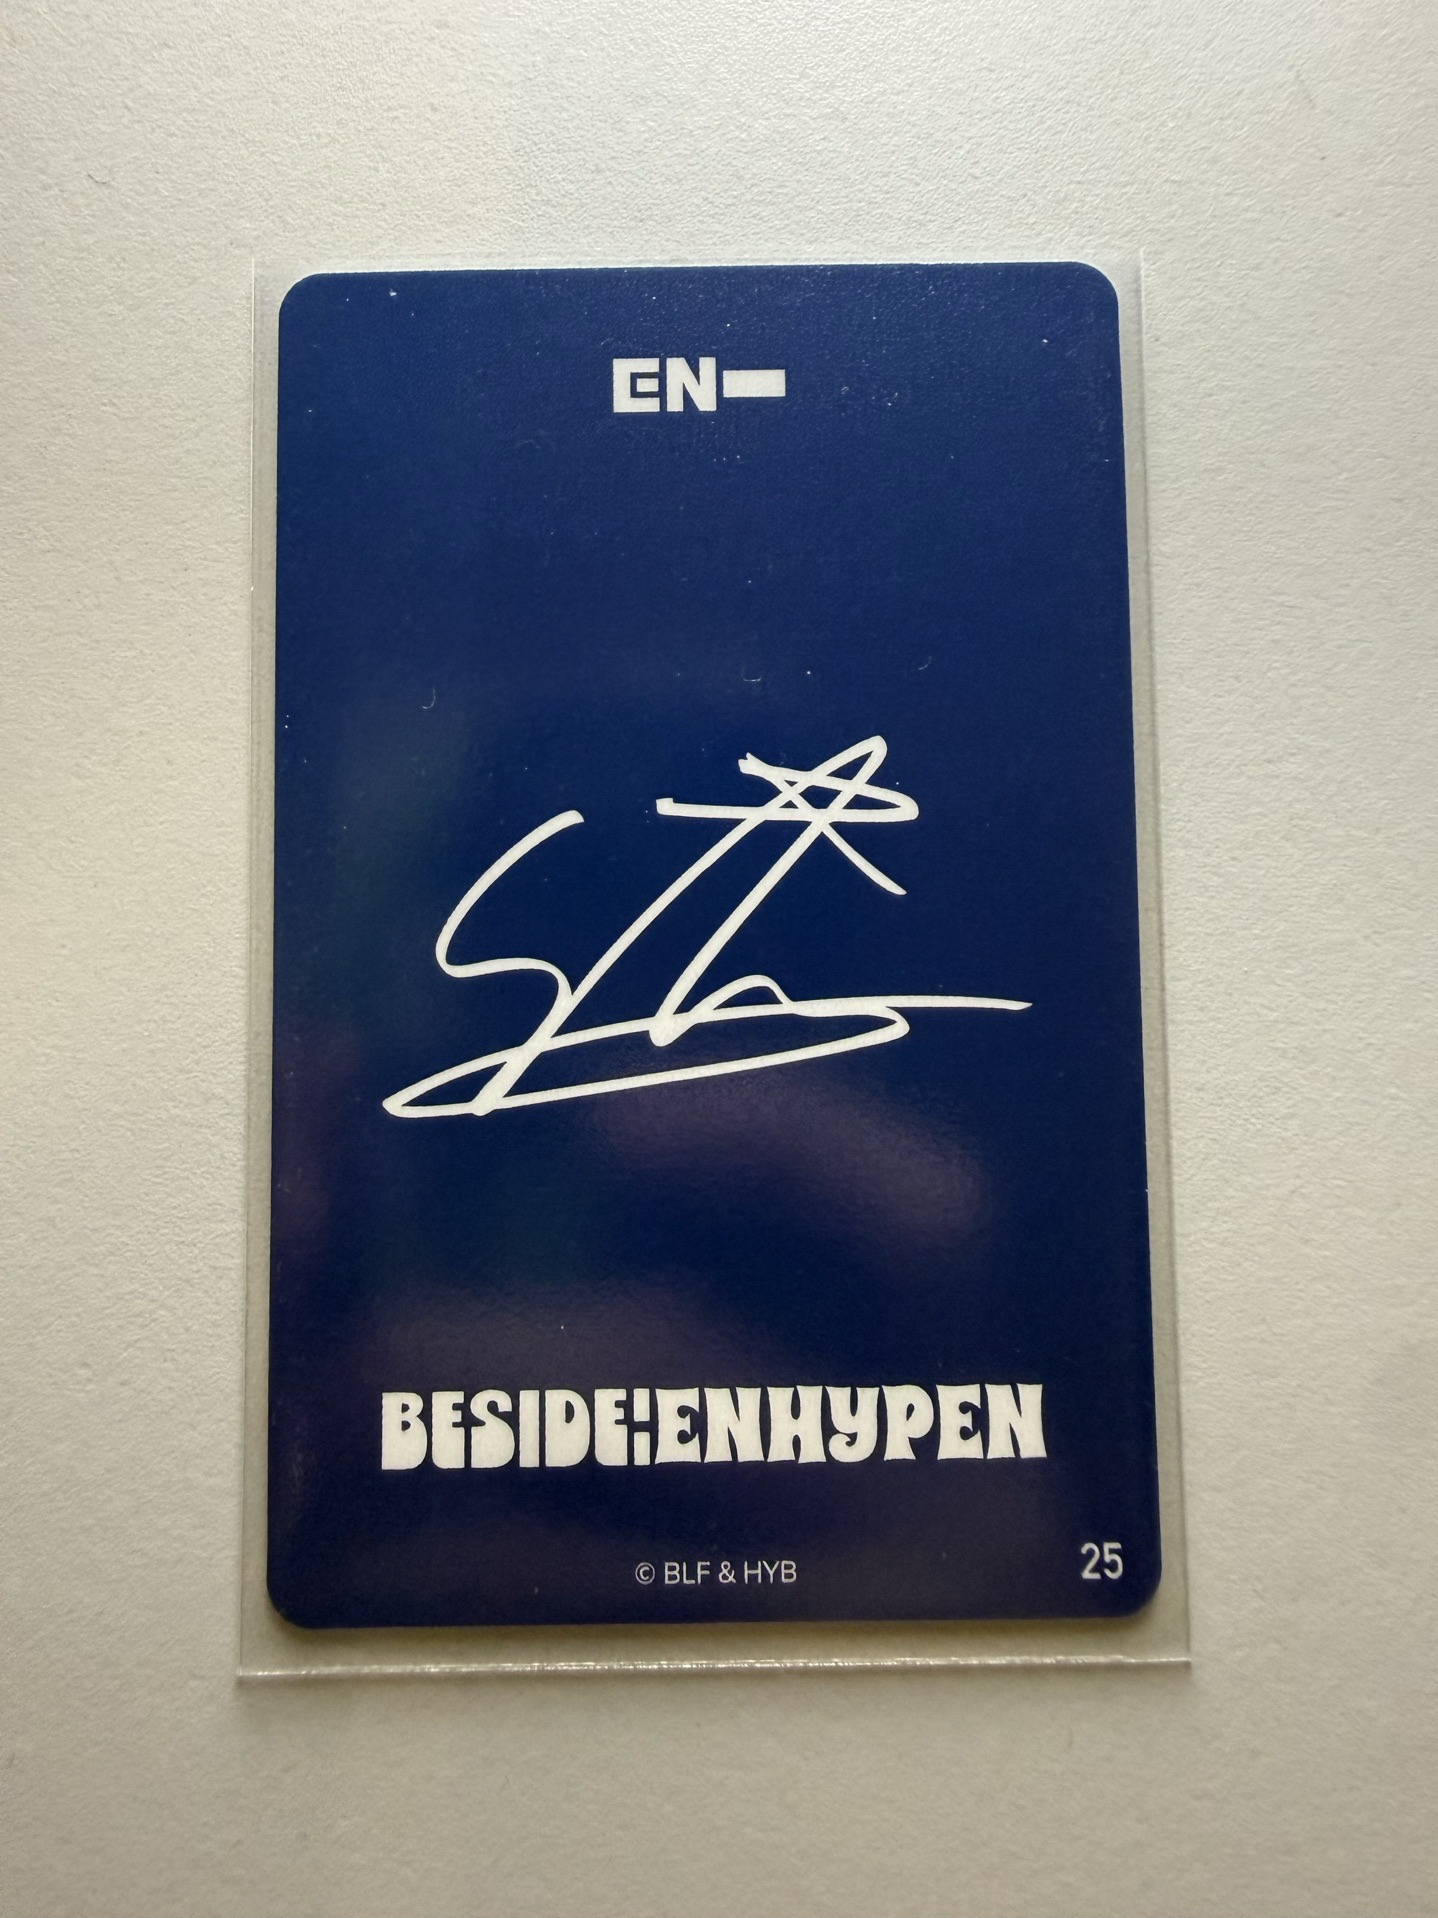 EN-
BESIDE:ENHYPEN
© BLF & HYB
25